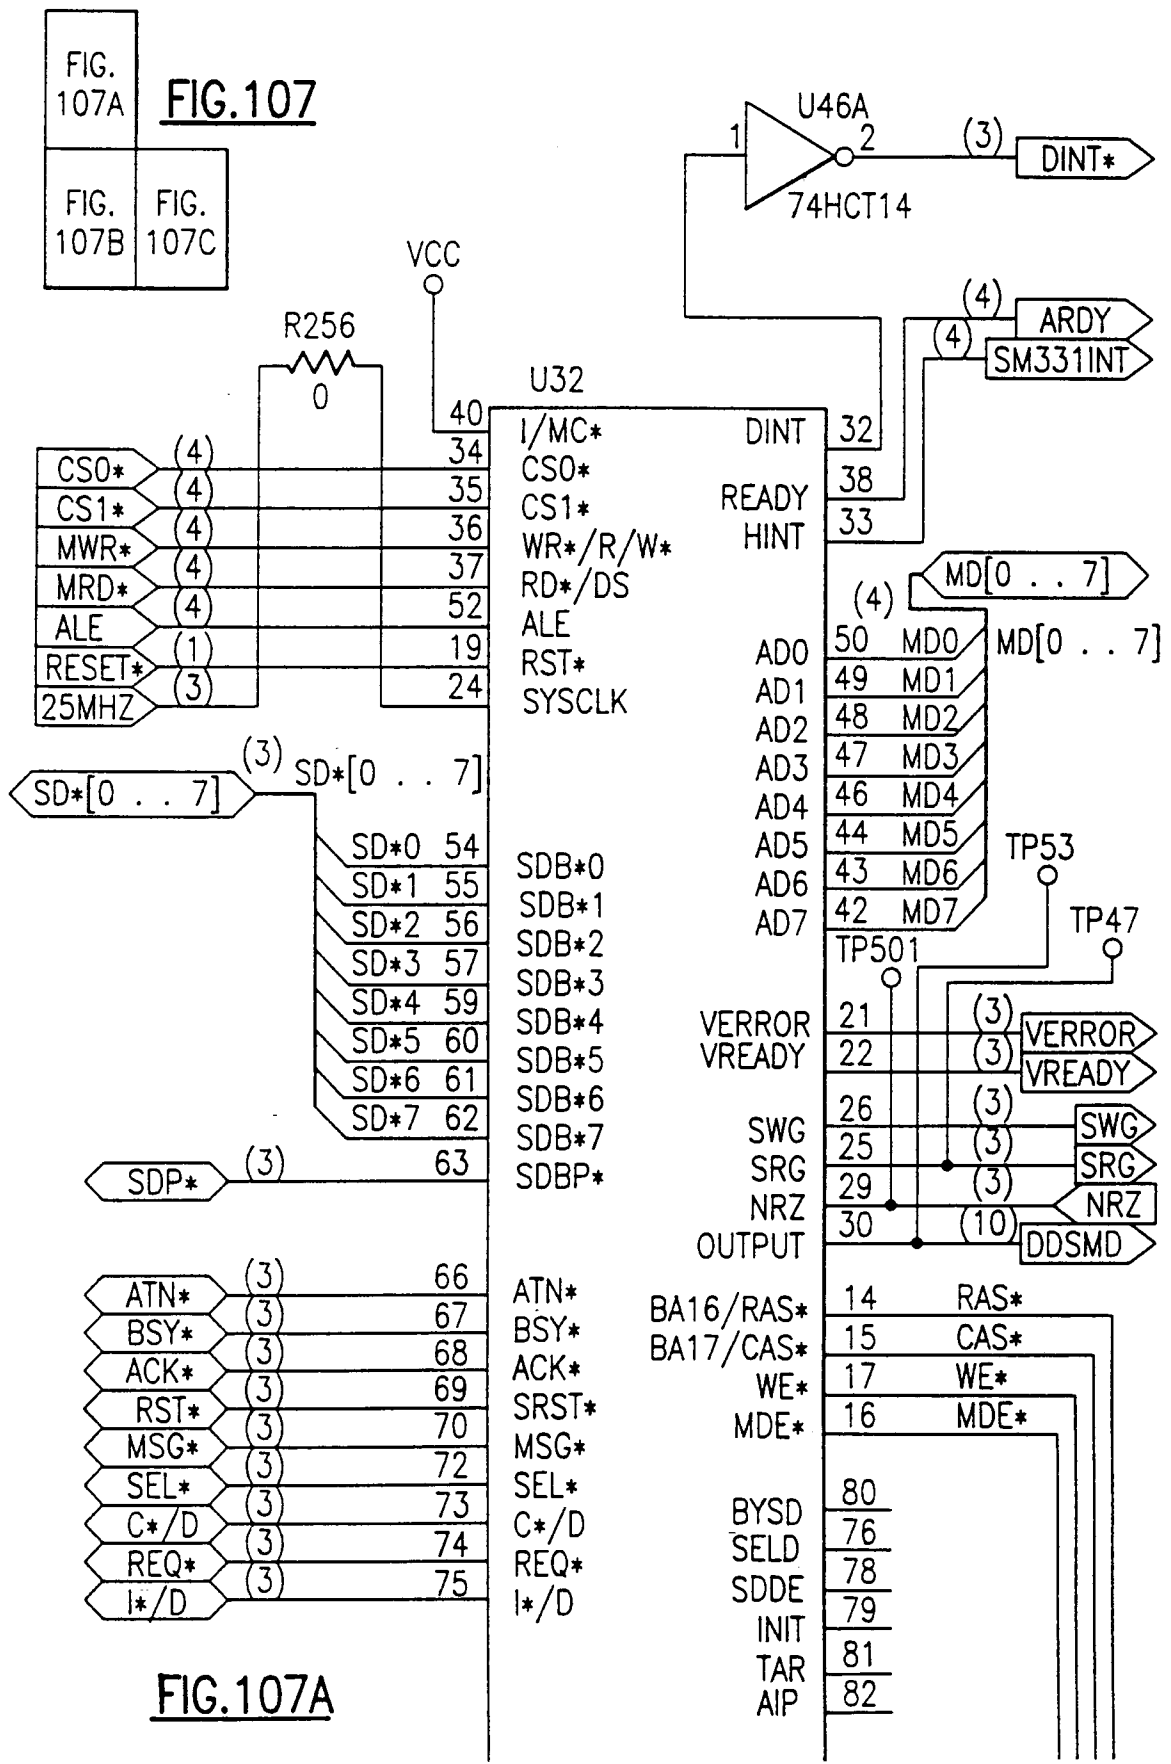 FIG.
107A
FIG.107
FIG.
107B
FIG.
107C
U46A
1
2
(3)
DINT*
74HCT14
VCC
R256
0
(4)
ARDY
(4)
SM331INT
U32
40
I/MC*
CS0*
(4)
34
CS0*
CS1*
(4)
35
CS1*
MWR*
(4)
36
WR*/R/W*
MRD*
(4)
37
RD*/DS
ALE
(4)
52
ALE
RESET*
(1)
19
RST*
25MHZ
(3)
24
SYSCLK
DINT
32
READY
38
HINT
33
MD[0 . . 7]
(4)
MD[0 . . 7]
AD0
50
MD0
AD1
49
MD1
AD2
48
MD2
AD3
47
MD3
AD4
46
MD4
AD5
44
MD5
AD6
43
MD6
AD7
42
MD7
SD*[0 . . 7]
(3)
SD*[0 . . 7]
SD*0
54
SDB*0
SD*1
55
SDB*1
SD*2
56
SDB*2
SD*3
57
SDB*3
SD*4
59
SDB*4
SD*5
60
SDB*5
SD*6
61
SDB*6
SD*7
62
SDB*7
SDP*
(3)
63
SDBP*
TP53
TP47
TP501
VERROR
21
(3)
VERROR
VREADY
22
(3)
VREADY
SWG
26
(3)
SWG
SRG
25
(3)
SRG
NRZ
29
(3)
NRZ
OUTPUT
30
(10)
DDSMD
ATN*
(3)
66
ATN*
BSY*
(3)
67
BSY*
ACK*
(3)
68
ACK*
RST*
(3)
69
SRST*
MSG*
(3)
70
MSG*
SEL*
(3)
72
SEL*
C*/D
(3)
73
C*/D
REQ*
(3)
74
REQ*
I*/D
(3)
75
I*/D
BA16/RAS*
14
RAS*
BA17/CAS*
15
CAS*
WE*
17
WE*
MDE*
16
MDE*
BYSD
80
SELD
76
SDDE
78
INIT
79
TAR
81
AIP
82
FIG.107A